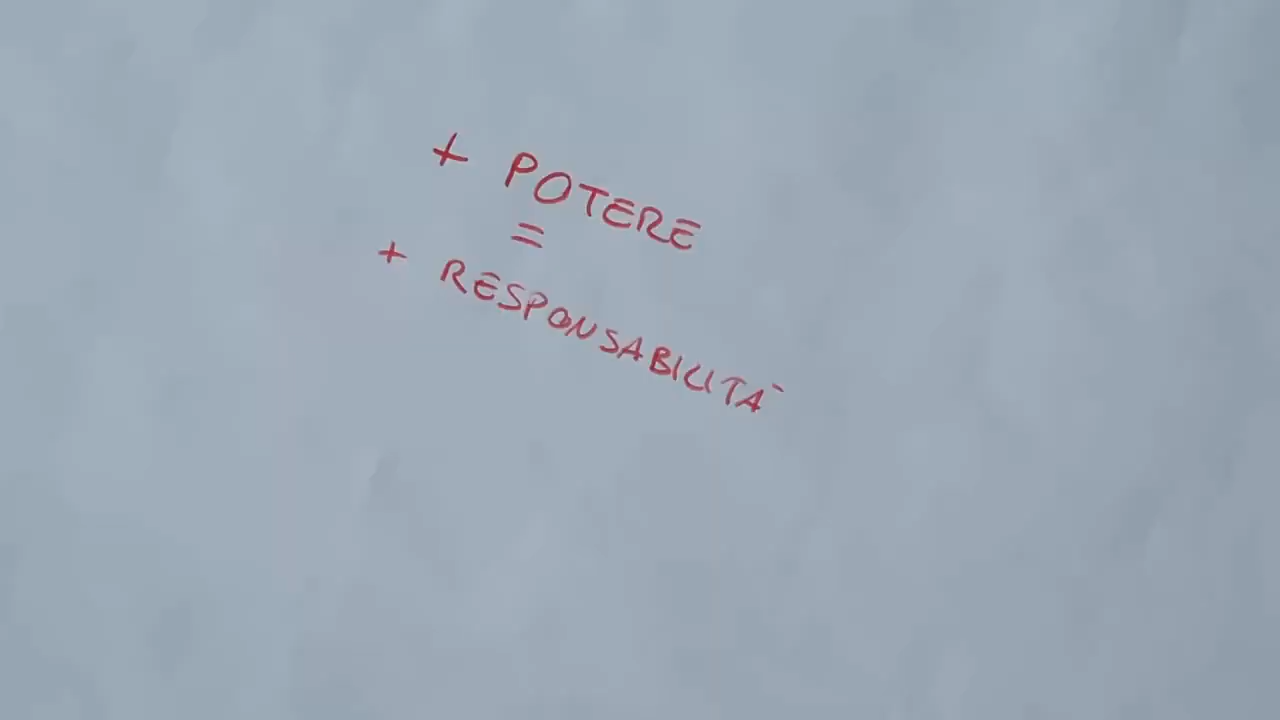 + POTERE
=
+ RESPONSABILITÀ